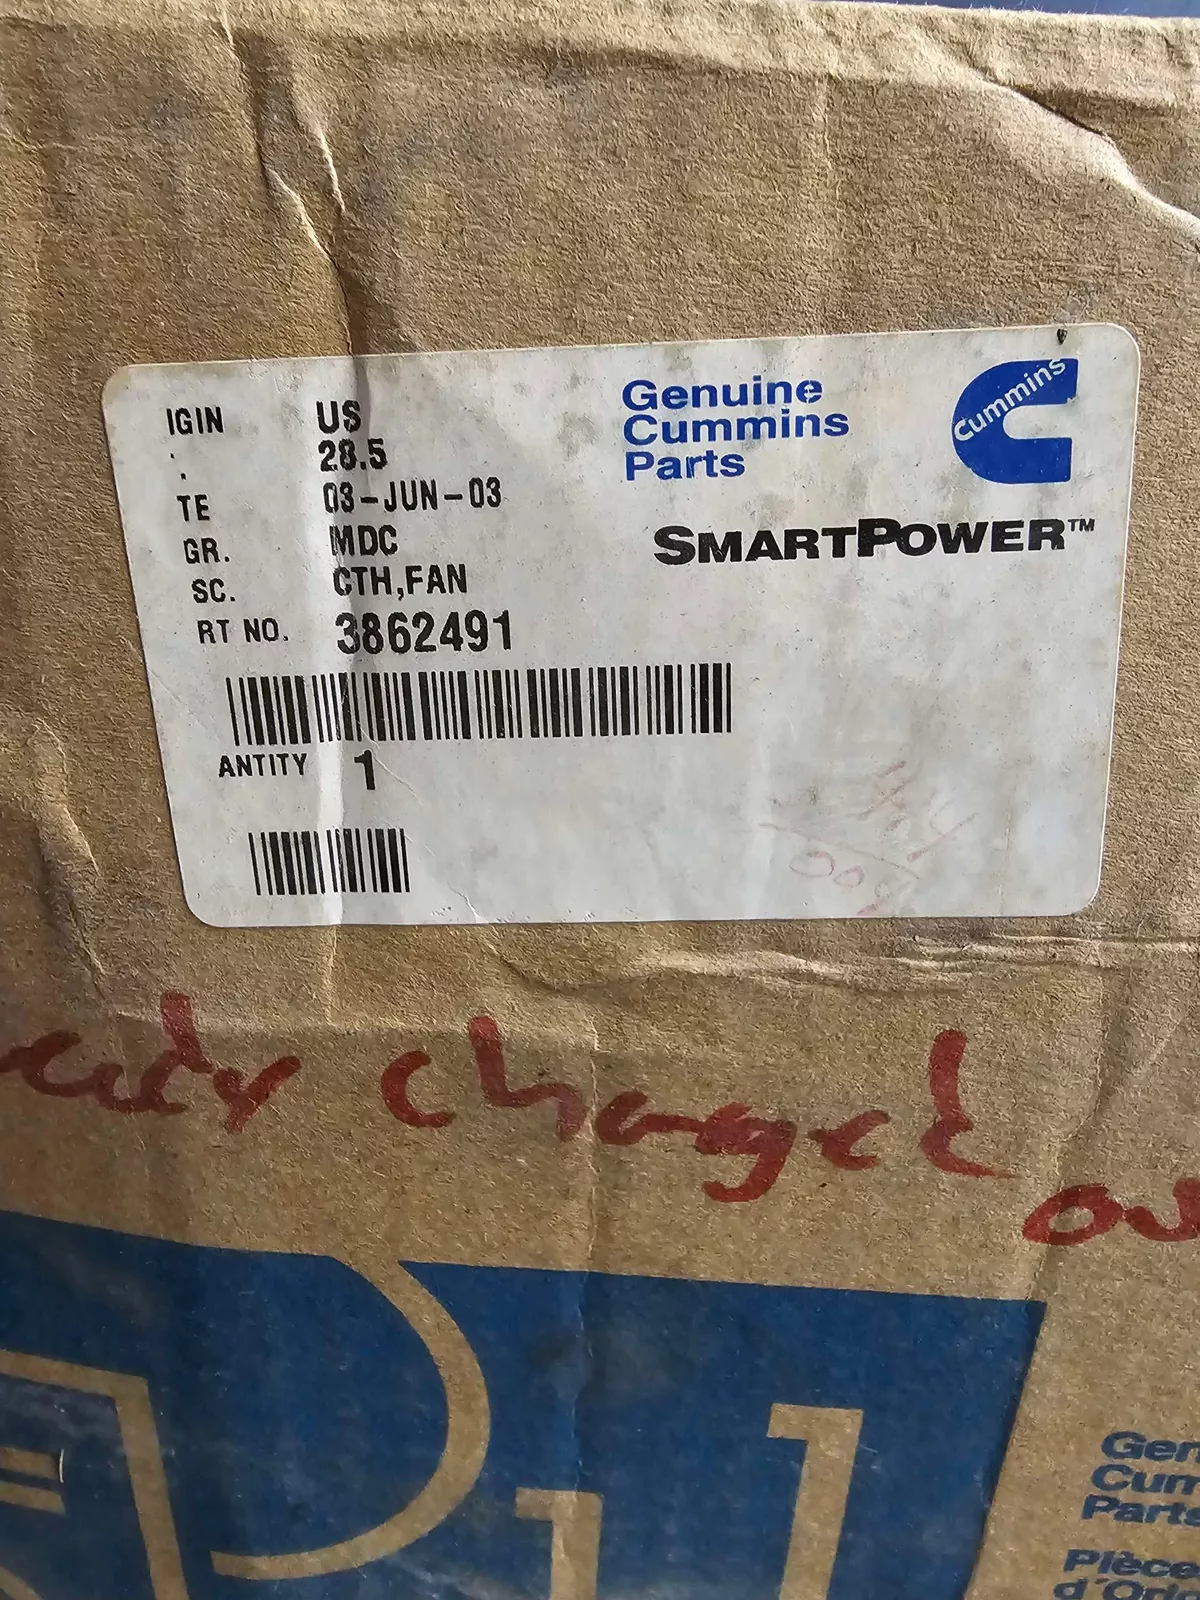 IGIN US
28.5
TE 03-JUN-03
GR. MDC
SC. CTH,FAN
RT NO. 3862491
ANTITY 1
Genuine
Cummins
Parts
Cummins
SMARTPOWER™
charged
Gen
Cum
Parts
Pièce
d'Orig